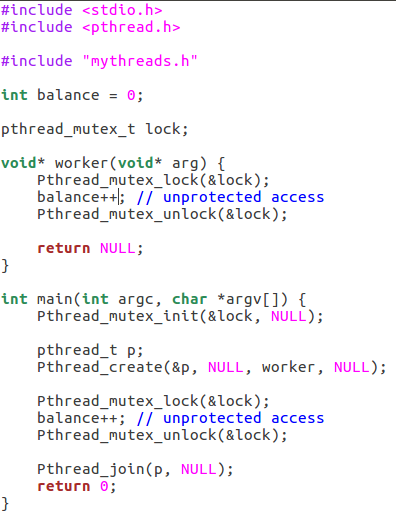 #include <stdio.h>
#include <pthread.h>
#include "mythreads.h"
int balance = 0;
pthread_mutex_t lock;
void* worker(void* arg) {
    Pthread_mutex_lock(&lock);
    balance++; // unprotected access
    Pthread_mutex_unlock(&lock);
    return NULL;
}
int main(int argc, char *argv[]) {
    Pthread_mutex_init(&lock, NULL);
    pthread_t p;
    Pthread_create(&p, NULL, worker, NULL);
    Pthread_mutex_lock(&lock);
    balance++; // unprotected access
    Pthread_mutex_unlock(&lock);
    Pthread_join(p, NULL);
    return 0;
}